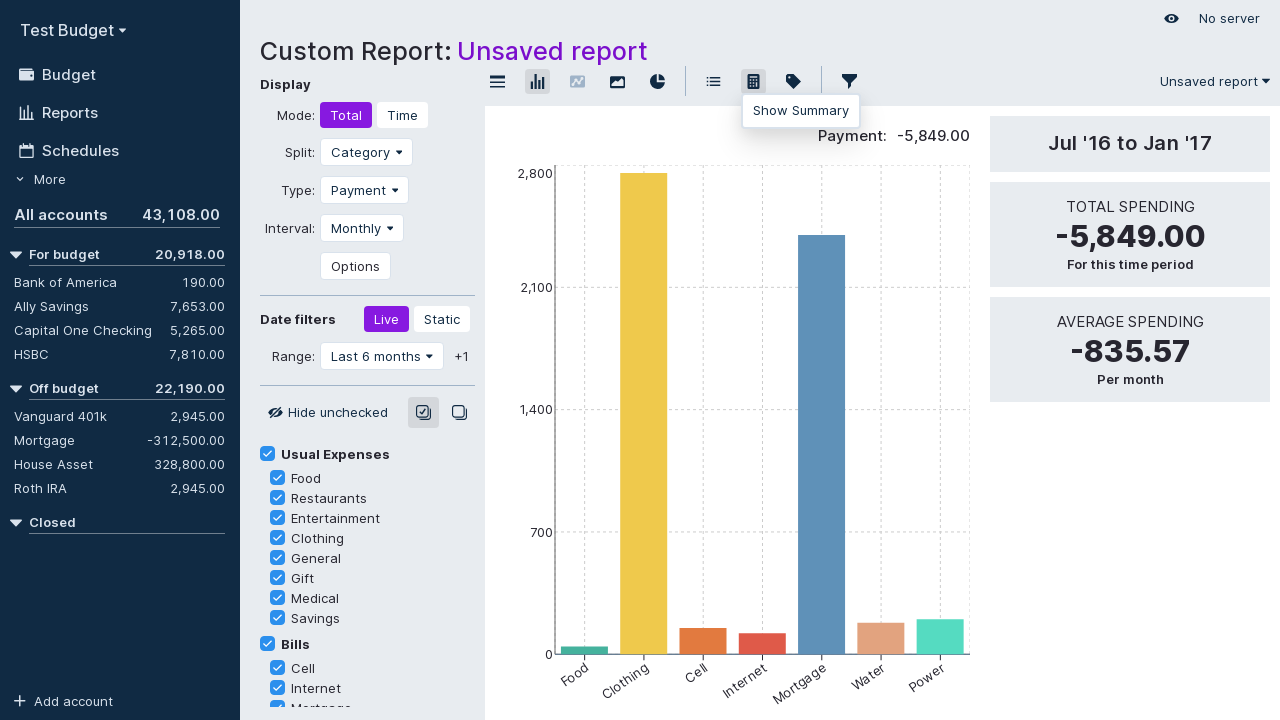 Test Budget
Budget
Reports
Schedules
More
All accounts 43,108.00
For budget 20,918.00
Bank of America 190.00
Ally Savings 7,653.00
Capital One Checking 5,265.00
HSBC 7,810.00
Off budget 22,190.00
Vanguard 401k 2,945.00
Mortgage -312,500.00
House Asset 328,800.00
Roth IRA 2,945.00
Closed
Add account
No server
Custom Report: Unsaved report
Display
Mode: Total Time
Split: Category
Type: Payment
Interval: Monthly
Options
Date filters Live Static
Range: Last 6 months +1
Hide unchecked
Usual Expenses
Food
Restaurants
Entertainment
Clothing
General
Gift
Medical
Savings
Bills
Cell
Internet
Mortgage
Unsaved report
Show Summary
Payment: -5,849.00
2,800
2,100
1,400
700
0
Food
Clothing
Cell
Internet
Mortgage
Water
Power
Jul '16 to Jan '17
TOTAL SPENDING
-5,849.00
For this time period
AVERAGE SPENDING
-835.57
Per month